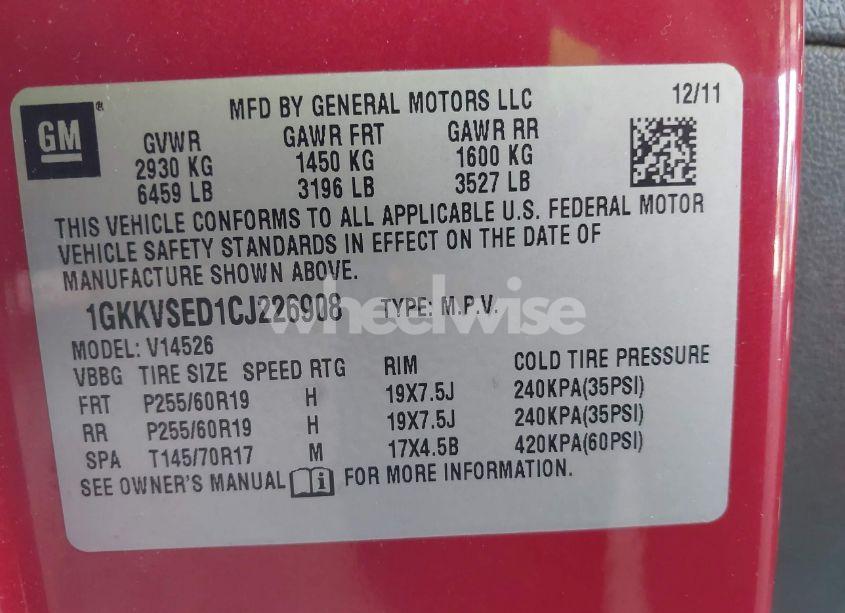 MFD BY GENERAL MOTORS LLC 12/11
GM®
GVWR GAWR FRT GAWR RR
2930 KG 1450 KG 1600 KG
6459 LB 3196 LB 3527 LB
THIS VEHICLE CONFORMS TO ALL APPLICABLE U.S. FEDERAL MOTOR
VEHICLE SAFETY STANDARDS IN EFFECT ON THE DATE OF
MANUFACTURE SHOWN ABOVE.
1GKKVSED1CJ226908 TYPE: M.P.V.
wheelwise
MODEL: V14526
VBBG TIRE SIZE SPEED RTG RIM COLD TIRE PRESSURE
FRT P255/60R19 H 19X7.5J 240KPA(35PSI)
RR P255/60R19 H 19X7.5J 240KPA(35PSI)
SPA T145/70R17 M 17X4.5B 420KPA(60PSI)
SEE OWNER'S MANUAL i FOR MORE INFORMATION.